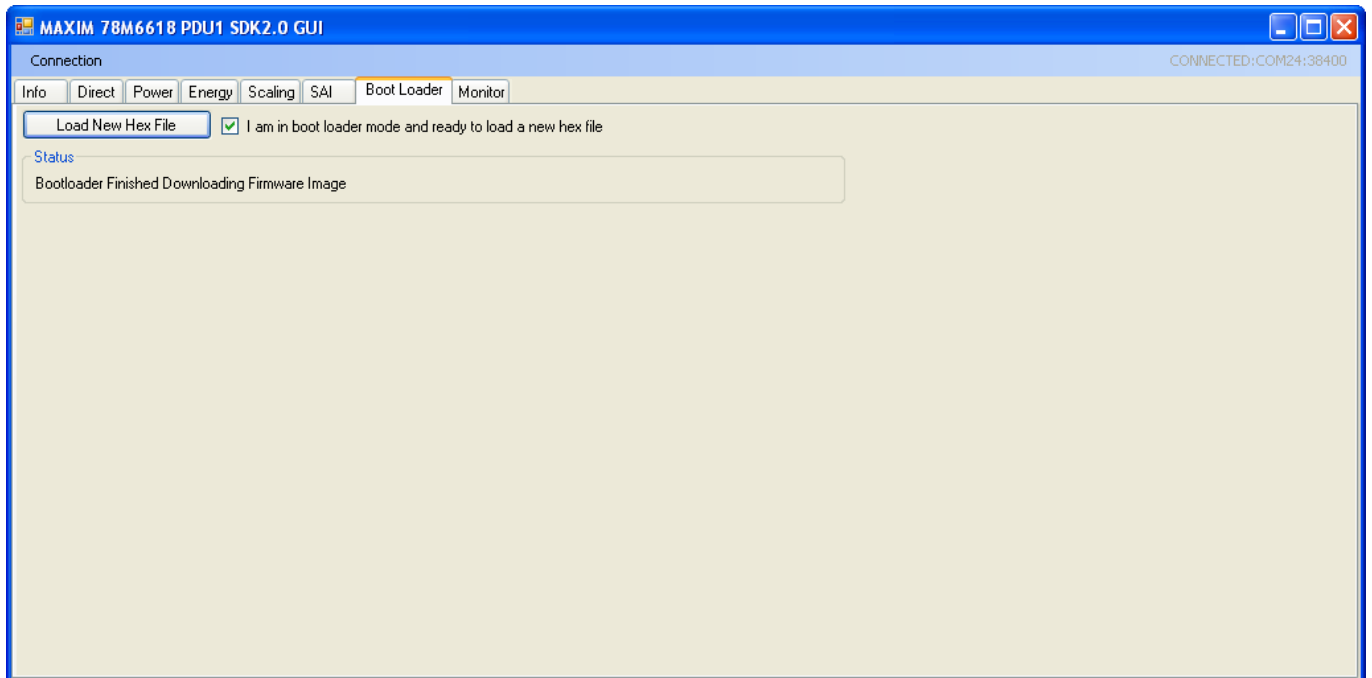 MAXIM 78M6618 PDU1 SDK2.0 GUI
Connection CONNECTED:COM24:38400
Info Direct Power Energy Scaling SAI Boot Loader Monitor
Load New Hex File I am in boot loader mode and ready to load a new hex file
Status
Bootloader Finished Downloading Firmware Image